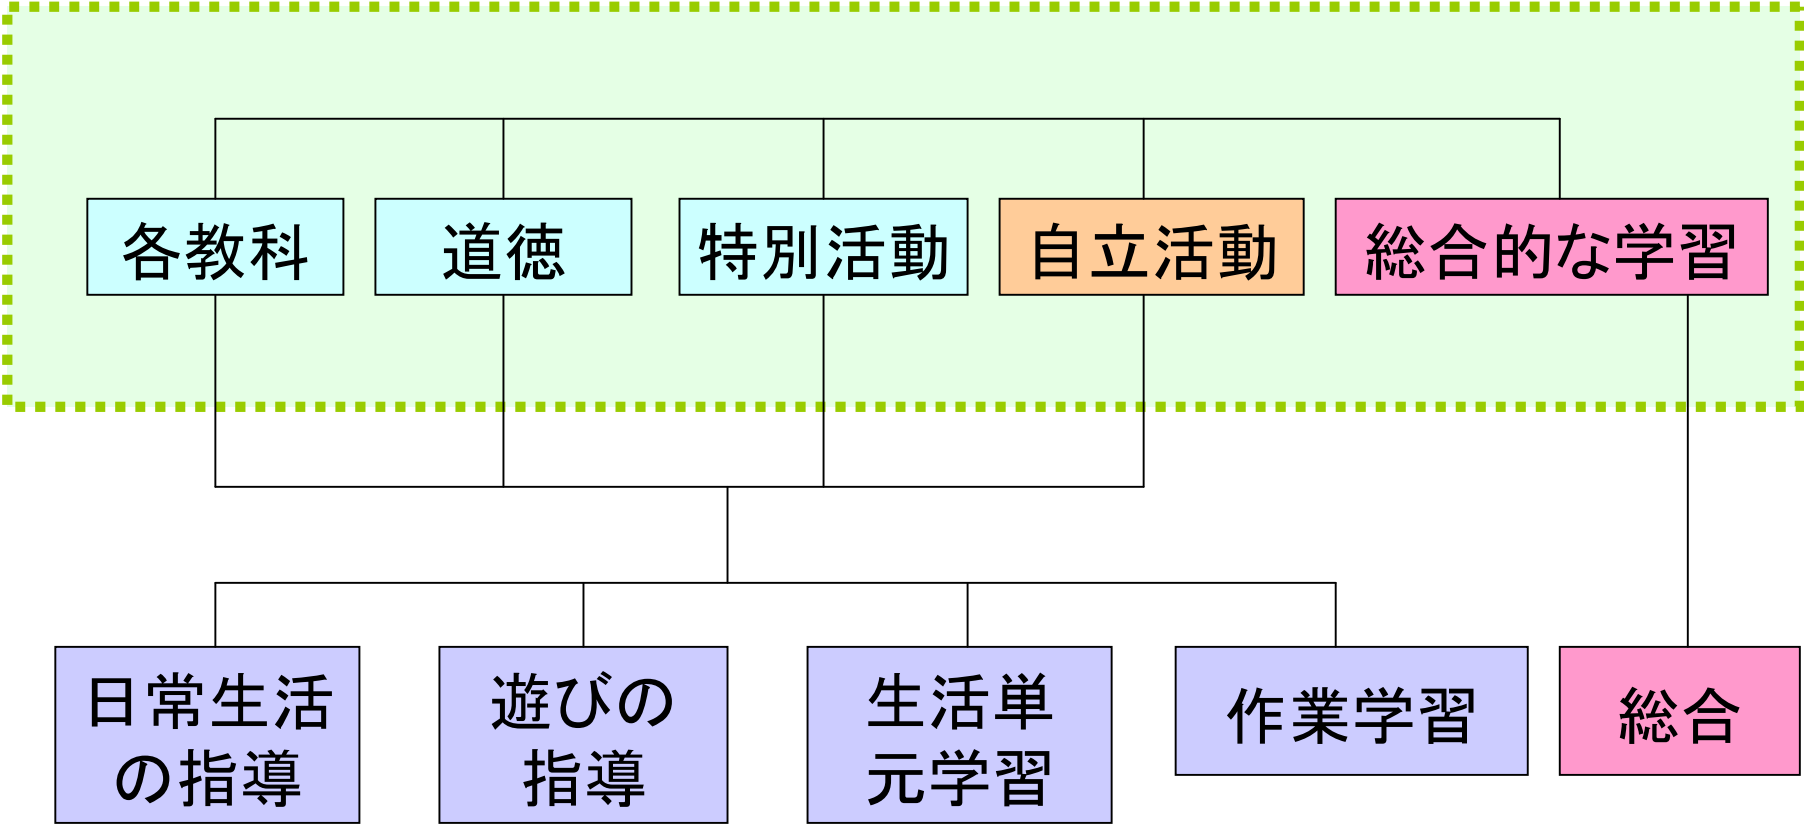 各教科
道徳
特別活動
自立活動
総合的な学習
日常生活
の指導
遊びの
指導
生活単
元学習
作業学習
総合